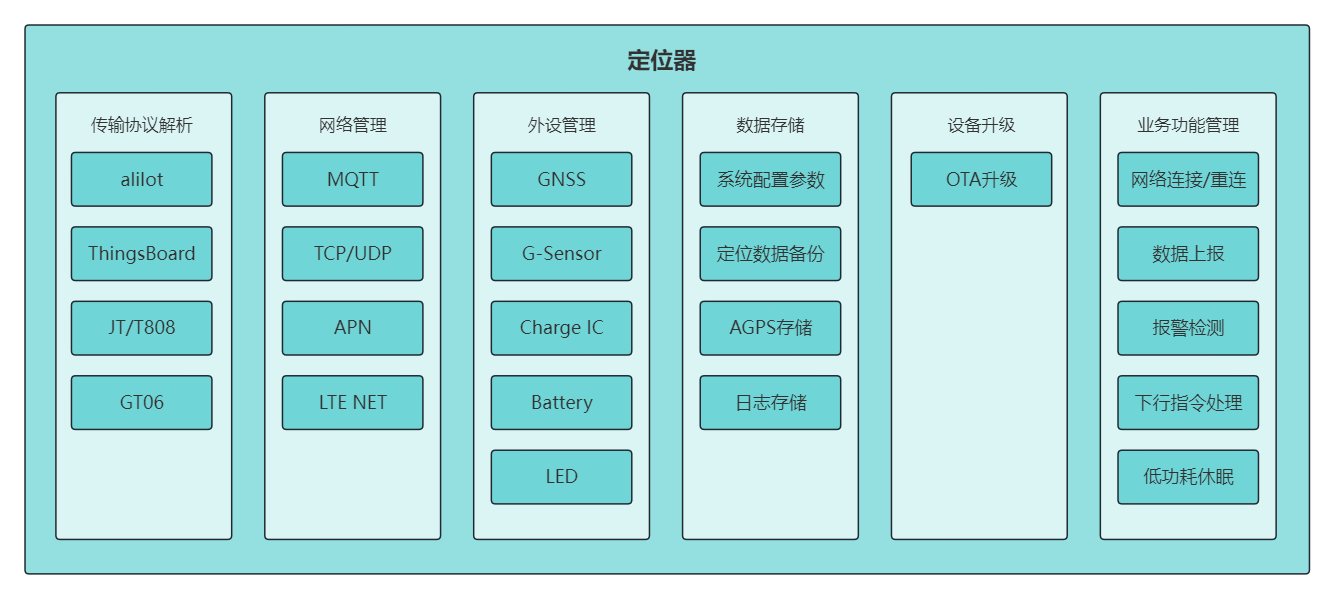 定位器
传输协议解析
aliIot
ThingsBoard
JT/T808
GT06
网络管理
MQTT
TCP/UDP
APN
LTE NET
外设管理
GNSS
G-Sensor
Charge IC
Battery
LED
数据存储
系统配置参数
定位数据备份
AGPS存储
日志存储
设备升级
OTA升级
业务功能管理
网络连接/重连
数据上报
报警检测
下行指令处理
低功耗休眠